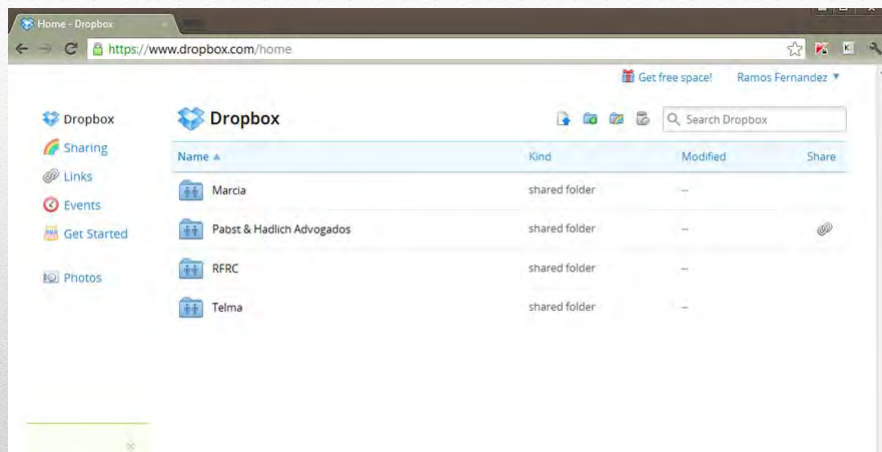 Home - Dropbox
https://www.dropbox.com/home
Get free space! Ramos Fernandez
Dropbox
Sharing
Links
Events
Get Started
Photos
Dropbox
Search Dropbox
Name Kind Modified Share
Marcia shared folder --
Pabst & Hadlich Advogados shared folder --
RFRC shared folder --
Telma shared folder --